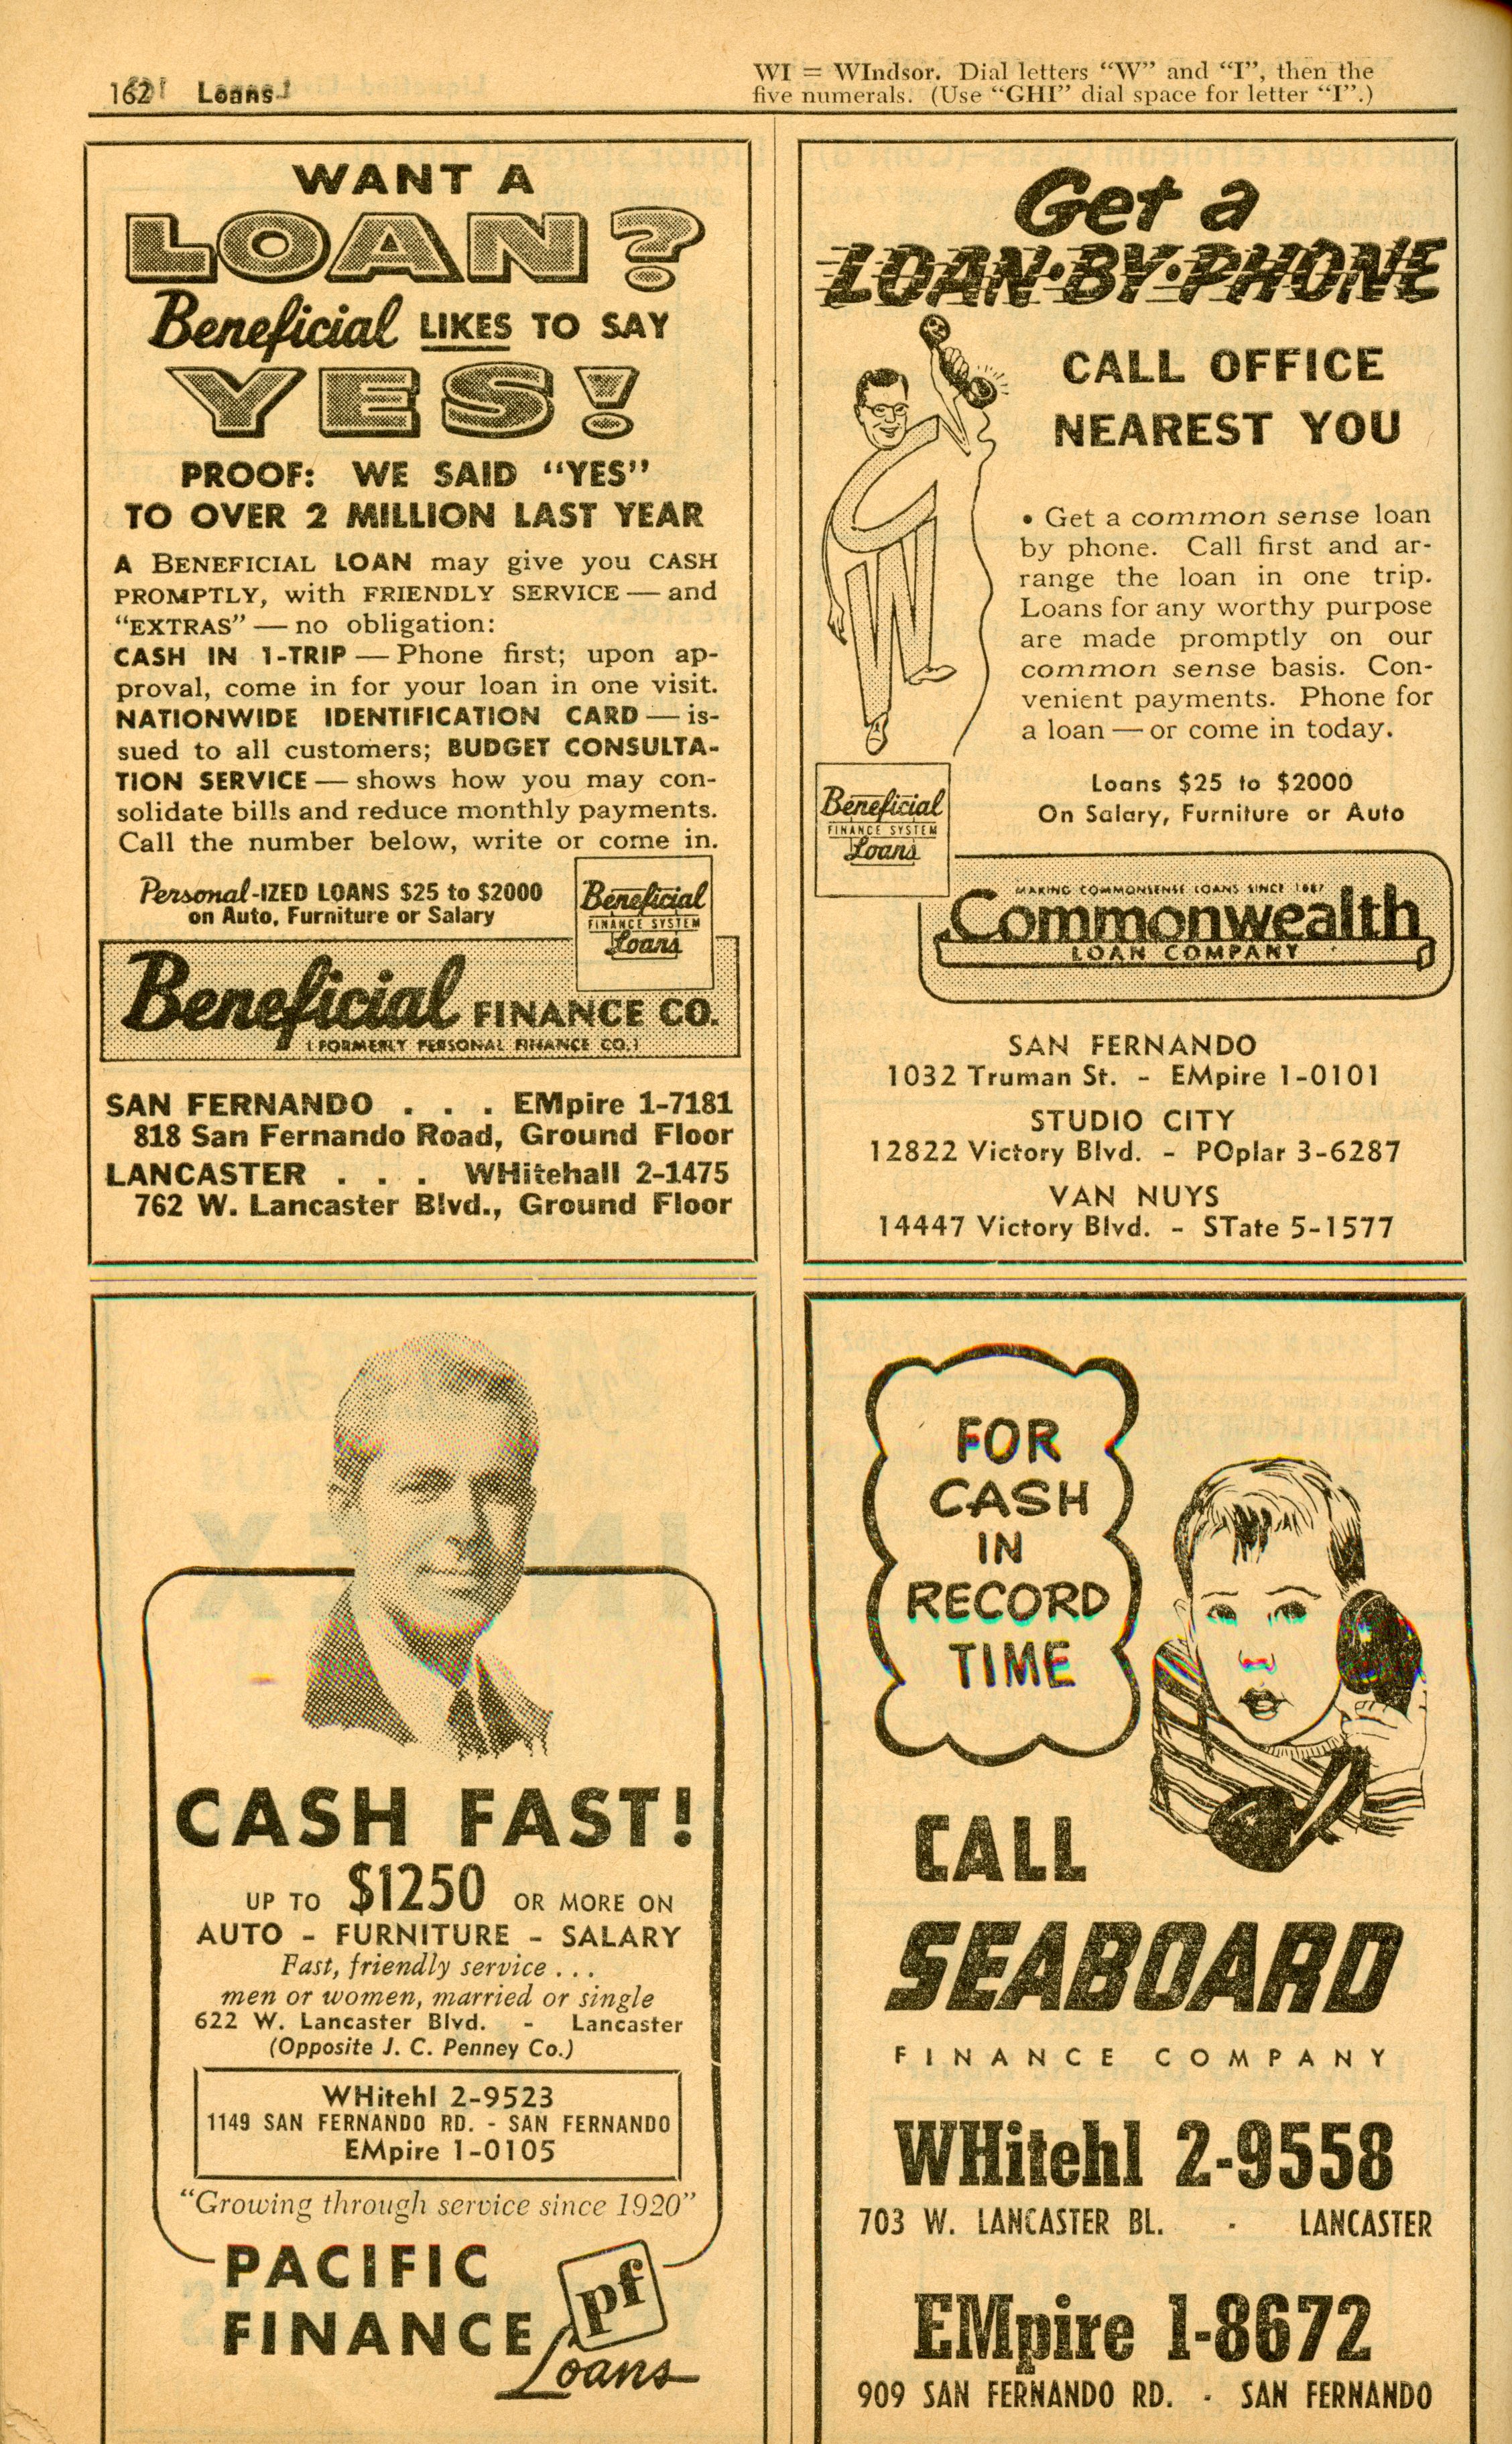 162 Loans
WI = WIndsor. Dial letters “W” and “I”, then the
five numerals. (Use “GHI” dial space for letter “I”.)
WANT A
LOAN?
Beneficial LIKES TO SAY
YES!
PROOF: WE SAID “YES”
TO OVER 2 MILLION LAST YEAR
A BENEFICIAL LOAN may give you CASH
PROMPTLY, with FRIENDLY SERVICE — and
“EXTRAS” — no obligation:
CASH IN 1-TRIP — Phone first; upon ap-
proval, come in for your loan in one visit.
NATIONWIDE IDENTIFICATION CARD — is-
sued to all customers; BUDGET CONSULTA-
TION SERVICE — shows how you may con-
solidate bills and reduce monthly payments.
Call the number below, write or come in.
Personal-IZED LOANS $25 to $2000
on Auto, Furniture or Salary
Beneficial
FINANCE SYSTEM
Loans
Beneficial FINANCE CO.
(FORMERLY PERSONAL FINANCE CO.)
SAN FERNANDO . . . EMpire 1-7181
818 San Fernando Road, Ground Floor
LANCASTER . . . WHitehall 2-1475
762 W. Lancaster Blvd., Ground Floor
Get a
LOAN·BY·PHONE
CALL OFFICE
NEAREST YOU
• Get a common sense loan
by phone. Call first and ar-
range the loan in one trip.
Loans for any worthy purpose
are made promptly on our
common sense basis. Con-
venient payments. Phone for
a loan — or come in today.
Loans $25 to $2000
On Salary, Furniture or Auto
Beneficial
FINANCE SYSTEM
Loans
MAKING COMMONSENSE LOANS SINCE 1887
Commonwealth
LOAN COMPANY
SAN FERNANDO
1032 Truman St. - EMpire 1-0101
STUDIO CITY
12822 Victory Blvd. - POplar 3-6287
VAN NUYS
14447 Victory Blvd. - STate 5-1577
CASH FAST!
UP TO $1250 OR MORE ON
AUTO - FURNITURE - SALARY
Fast, friendly service . . .
men or women, married or single
622 W. Lancaster Blvd. - Lancaster
(Opposite J. C. Penney Co.)
WHitehl 2-9523
1149 SAN FERNANDO RD. - SAN FERNANDO
EMpire 1-0105
“Growing through service since 1920”
PACIFIC
FINANCE
pf
Loans
FOR
CASH
IN
RECORD
TIME
CALL
SEABOARD
FINANCE COMPANY
WHitehl 2-9558
703 W. LANCASTER BL. - LANCASTER
EMpire 1-8672
909 SAN FERNANDO RD. - SAN FERNANDO